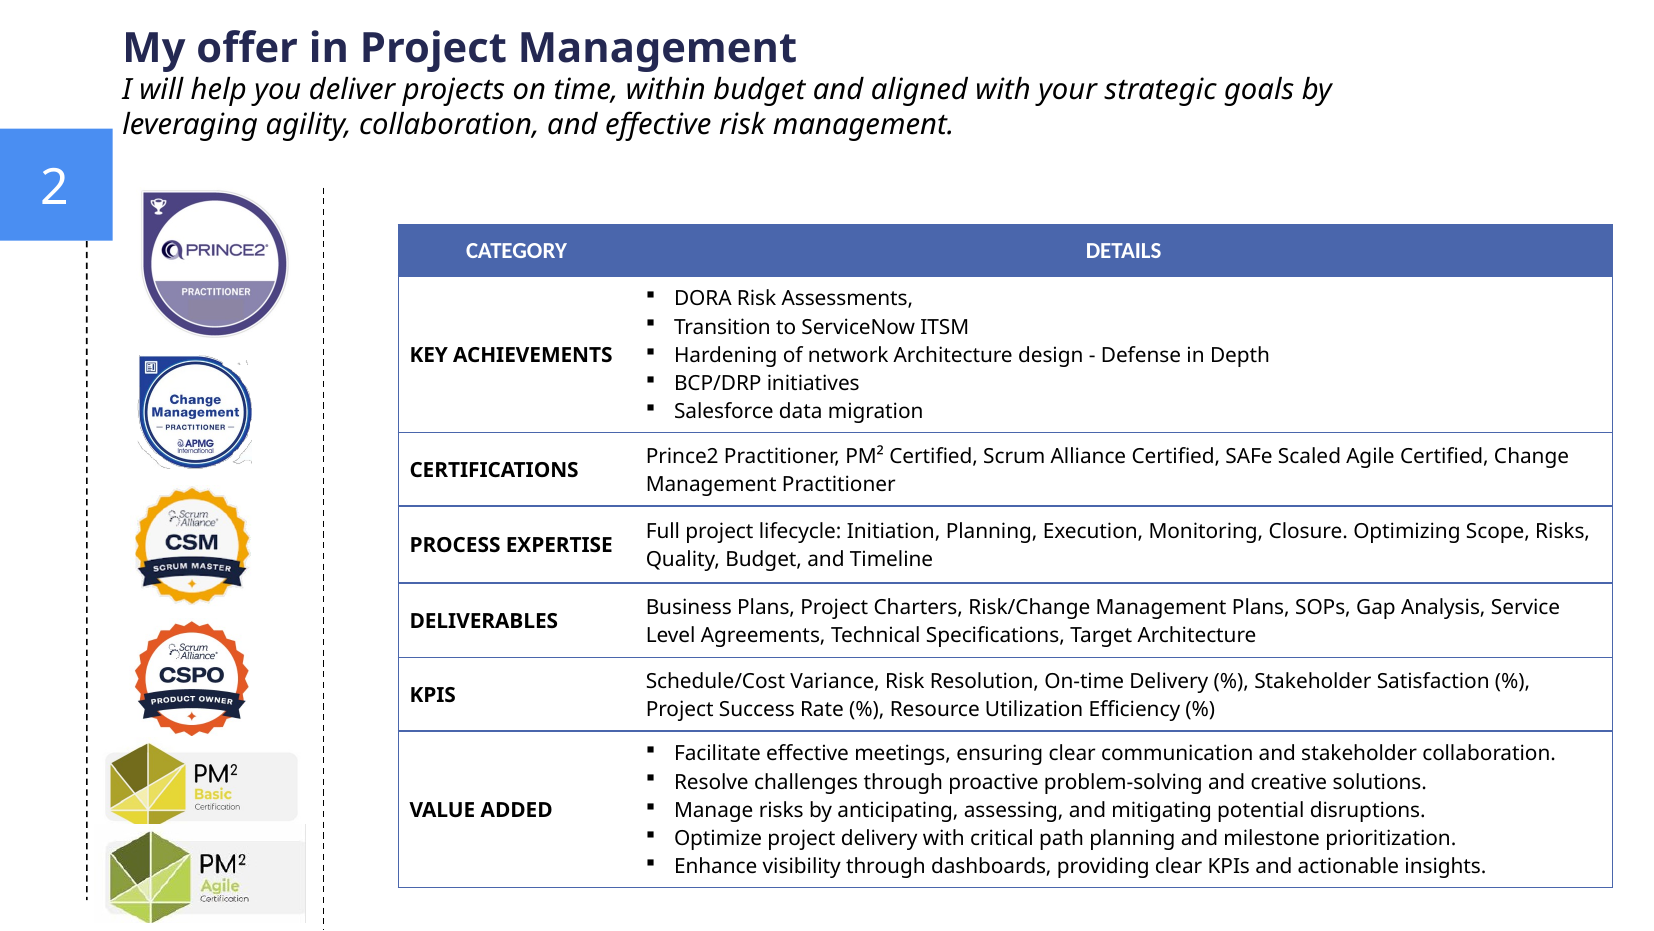 My offer in Project Management
I will help you deliver projects on time, within budget and aligned with your strategic goals by
leveraging agility, collaboration, and effective risk management.
2
PRINCE2®
PRACTITIONER
Change
Management
PRACTITIONER
APMG
International
Scrum
Alliance®
CSM
SCRUM MASTER
Scrum
Alliance®
CSPO
PRODUCT OWNER
PM²
Basic
Certification
PM²
Agile
Certification
CATEGORY DETAILS
KEY ACHIEVEMENTS
▪ DORA Risk Assessments,
▪ Transition to ServiceNow ITSM
▪ Hardening of network Architecture design - Defense in Depth
▪ BCP/DRP initiatives
▪ Salesforce data migration
CERTIFICATIONS
Prince2 Practitioner, PM² Certified, Scrum Alliance Certified, SAFe Scaled Agile Certified, Change
Management Practitioner
PROCESS EXPERTISE
Full project lifecycle: Initiation, Planning, Execution, Monitoring, Closure. Optimizing Scope, Risks,
Quality, Budget, and Timeline
DELIVERABLES
Business Plans, Project Charters, Risk/Change Management Plans, SOPs, Gap Analysis, Service
Level Agreements, Technical Specifications, Target Architecture
KPIS
Schedule/Cost Variance, Risk Resolution, On-time Delivery (%), Stakeholder Satisfaction (%),
Project Success Rate (%), Resource Utilization Efficiency (%)
VALUE ADDED
▪ Facilitate effective meetings, ensuring clear communication and stakeholder collaboration.
▪ Resolve challenges through proactive problem-solving and creative solutions.
▪ Manage risks by anticipating, assessing, and mitigating potential disruptions.
▪ Optimize project delivery with critical path planning and milestone prioritization.
▪ Enhance visibility through dashboards, providing clear KPIs and actionable insights.